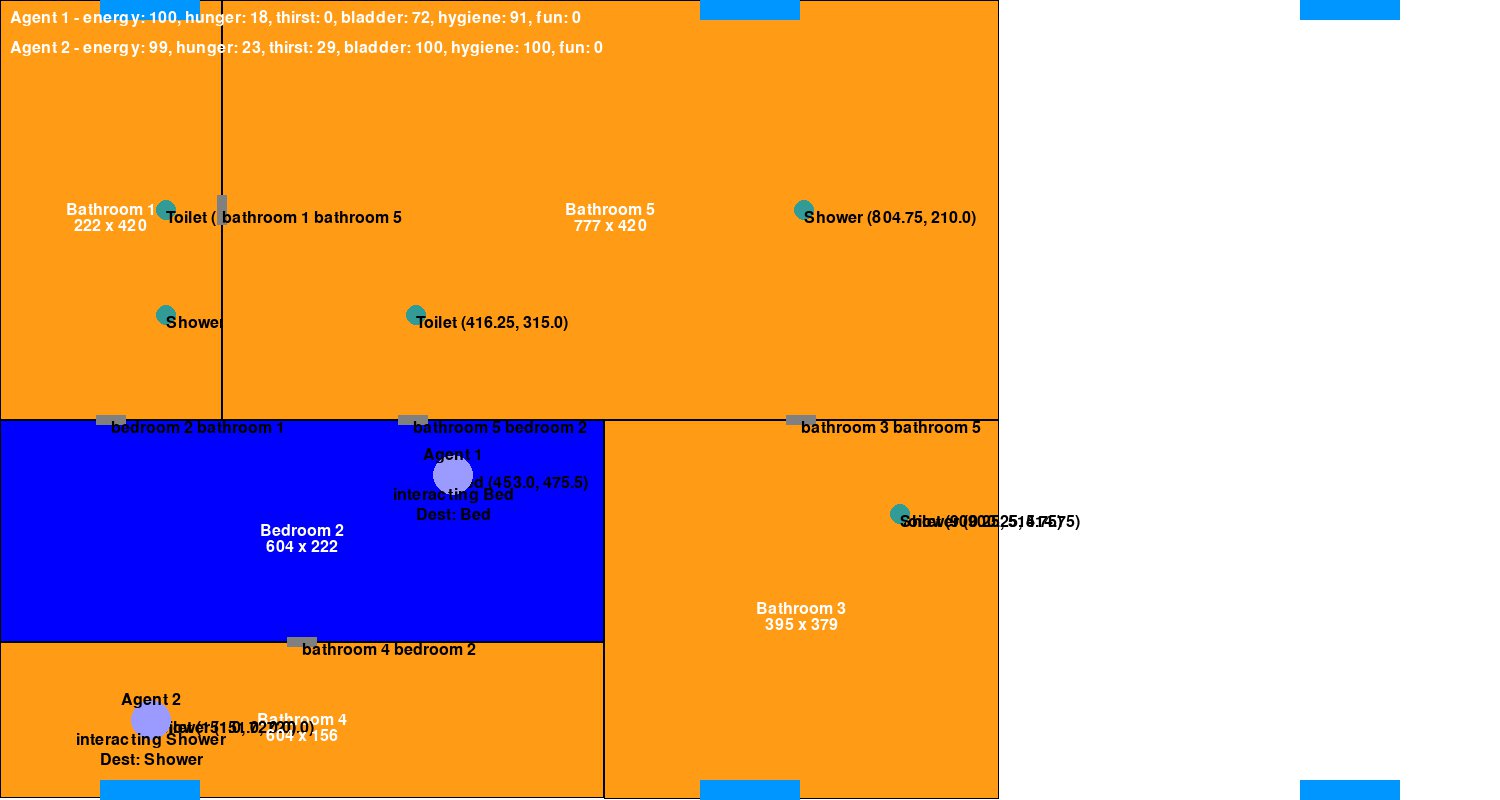 Agent 1 - energy: 100, hunger: 18, thirst: 0, bladder: 72, hygiene: 91, fun: 0
Agent 2 - energy: 99, hunger: 23, thirst: 29, bladder: 100, hygiene: 100, fun: 0
Bathroom 1
222 x 420
Toilet (
bathroom 1 bathroom 5
Bathroom 5
777 x 420
Shower (804.75, 210.0)
Shower
Toilet (416.25, 315.0)
bedroom 2 bathroom 1
bathroom 5 bedroom 2
bathroom 3 bathroom 5
Agent 1
(453.0, 475.5)
interacting Bed
Dest: Bed
Bedroom 2
604 x 222
Bathroom 3
395 x 379
bathroom 4 bedroom 2
Agent 2
Bathroom 4
604 x 156
interacting Shower
Dest: Shower